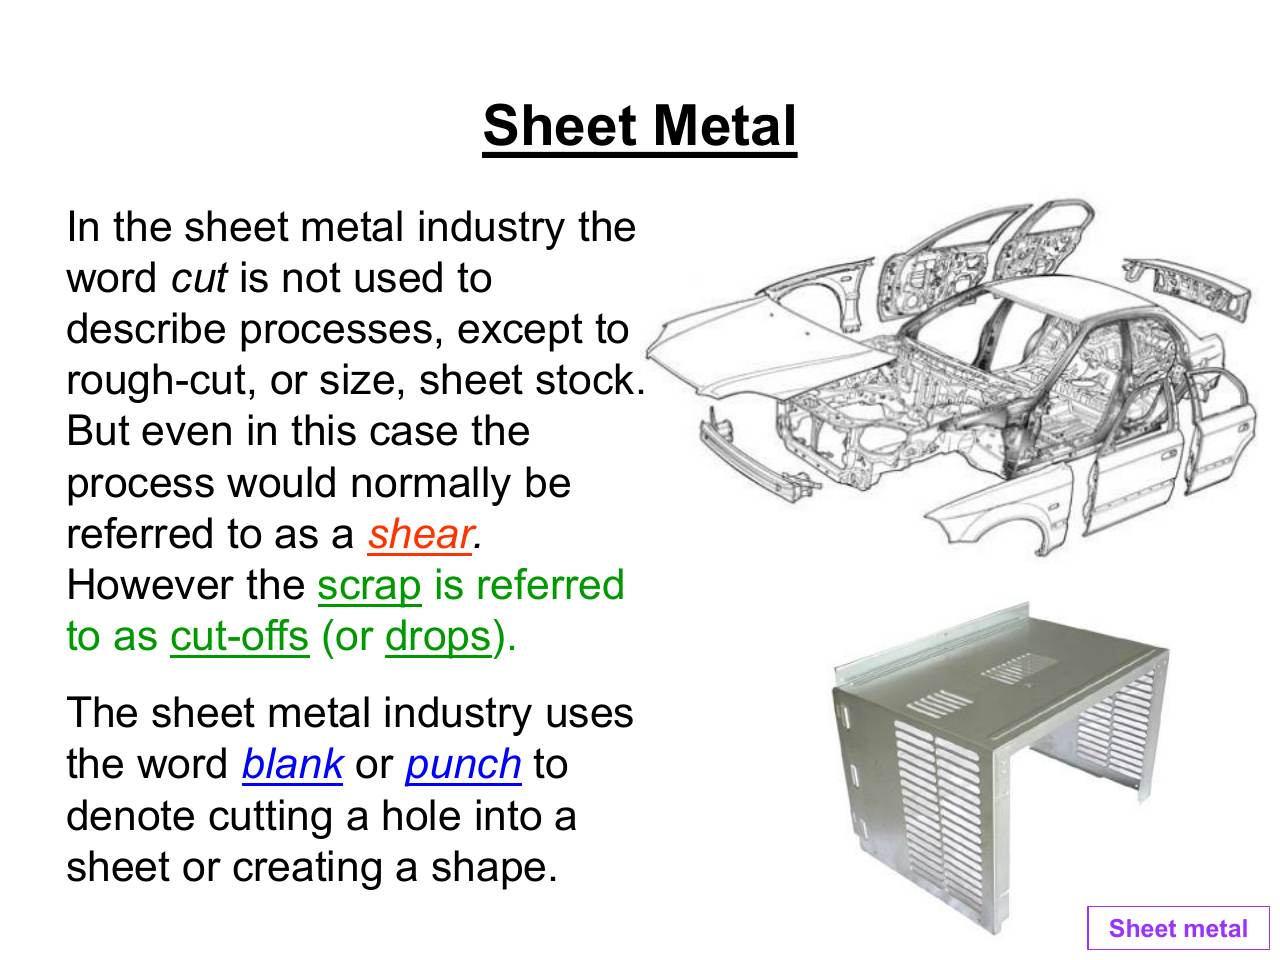 Sheet Metal
In the sheet metal industry the
word cut is not used to
describe processes, except to
rough-cut, or size, sheet stock.
But even in this case the
process would normally be
referred to as a shear.
However the scrap is referred
to as cut-offs (or drops).
The sheet metal industry uses
the word blank or punch to
denote cutting a hole into a
sheet or creating a shape.
Sheet metal